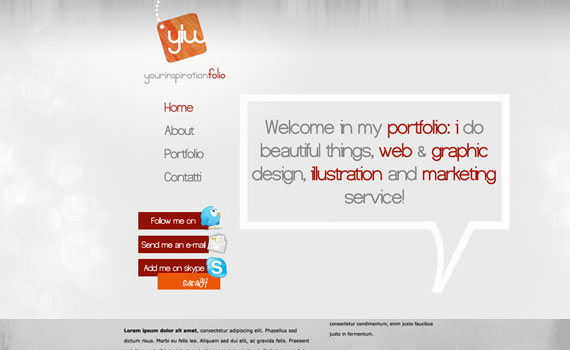 yiw
yourinspirationfolio
Home
About
Portfolio
Contatti
Welcome in my portfolio: i do
beautiful things, web & graphic
design, illustration and marketing
service!
Follow me on
Send me an e-mail
Add me on skype
sara84
Lorem ipsum dolor sit amet, consectetur adipiscing elit. Phasellus sed
dictum risus. Morbi eu felis leo. Aliquam sed dui elit, ac gravida felis. Praesent
consectetur condimentum, enim justo faucibus
justo in fermentum.